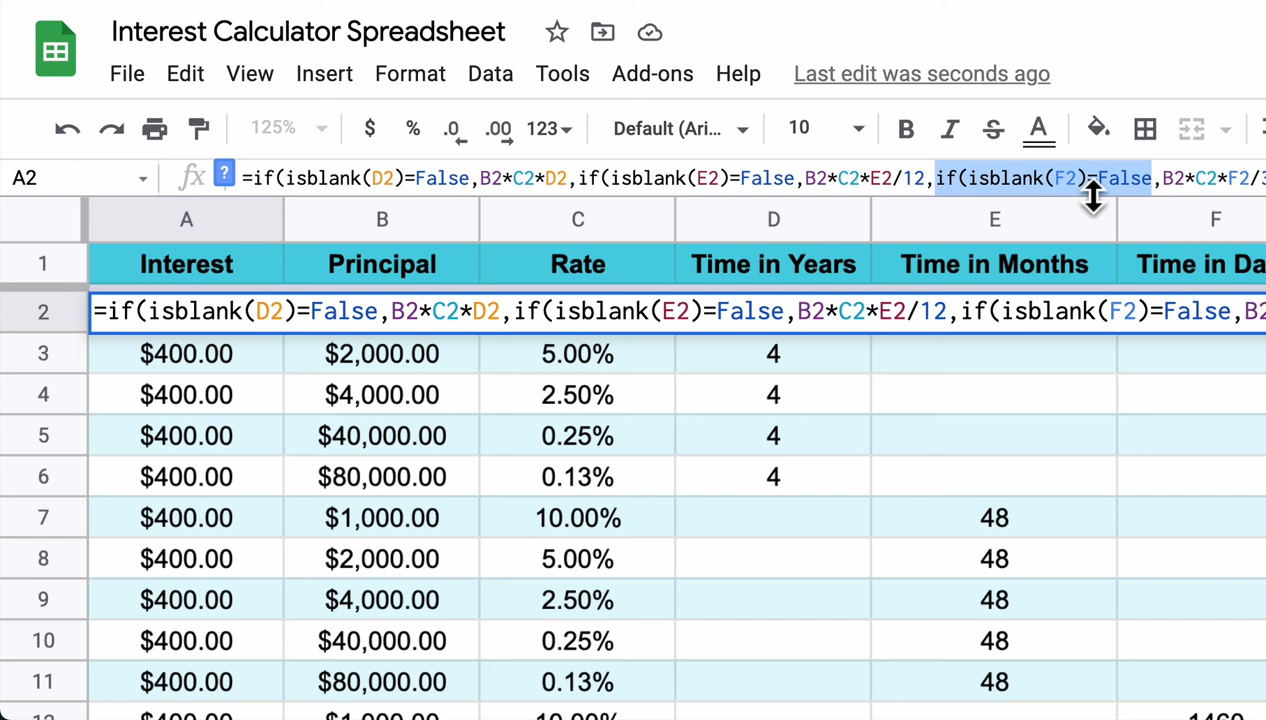 Interest Calculator Spreadsheet
File Edit View Insert Format Data Tools Add-ons Help Last edit was seconds ago
125% $ % .0 .00 123 Default (Ari... 10 B I S A
A2 fx ? =if(isblank(D2)=False,B2*C2*D2,if(isblank(E2)=False,B2*C2*E2/12,if(isblank(F2)=False,B2*C2*F2/3
A B C D E F
1 Interest Principal Rate Time in Years Time in Months Time in Da
2 =if(isblank(D2)=False,B2*C2*D2,if(isblank(E2)=False,B2*C2*E2/12,if(isblank(F2)=False,B2
3 $400.00 $2,000.00 5.00% 4
4 $400.00 $4,000.00 2.50% 4
5 $400.00 $40,000.00 0.25% 4
6 $400.00 $80,000.00 0.13% 4
7 $400.00 $1,000.00 10.00% 48
8 $400.00 $2,000.00 5.00% 48
9 $400.00 $4,000.00 2.50% 48
10 $400.00 $40,000.00 0.25% 48
11 $400.00 $80,000.00 0.13% 48
12 $400.00 $1,000.00 10.00% 1460